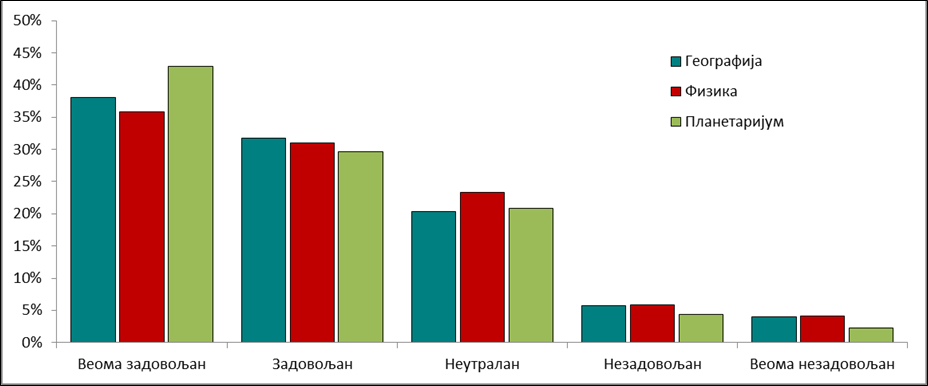 50%
45%
40%
35%
30%
25%
20%
15%
10%
5%
0%
Географија
Физика
Планетаријум
Веома задовољан
Задовољан
Неутралан
Незадовољан
Веома незадовољан